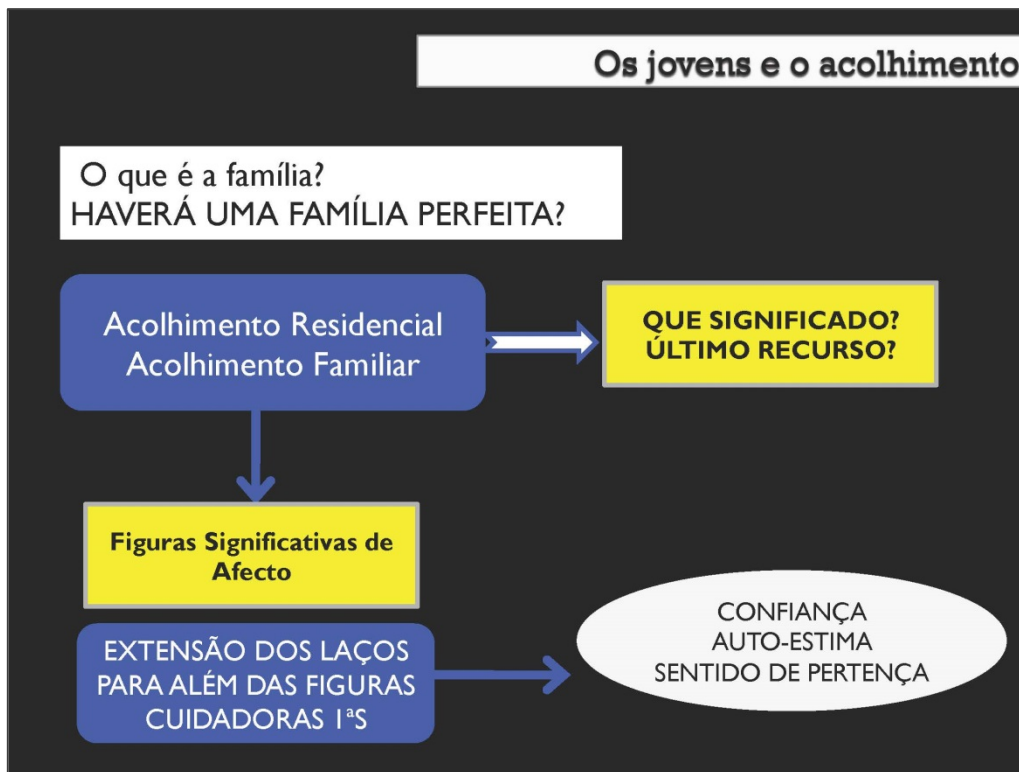 Os jovens e o acolhimento
O que é a família?
HAVERÁ UMA FAMÍLIA PERFEITA?
Acolhimento Residencial
Acolhimento Familiar
QUE SIGNIFICADO?
ÚLTIMO RECURSO?
Figuras Significativas de
Afecto
EXTENSÃO DOS LAÇOS
PARA ALÉM DAS FIGURAS
CUIDADORAS 1ªS
CONFIANÇA
AUTO-ESTIMA
SENTIDO DE PERTENÇA